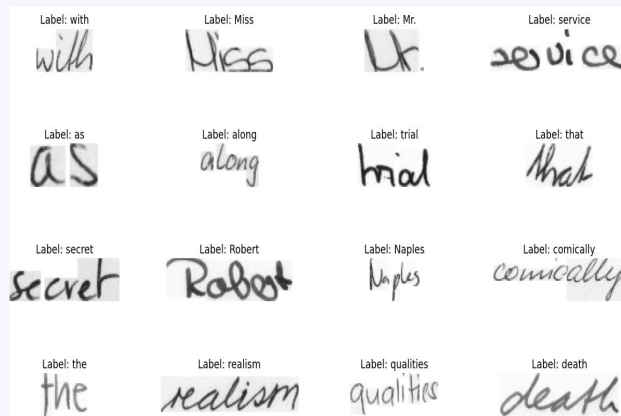 Label: with Label: Miss Label: Mr. Label: service
with Miss Mr. service
Label: as Label: along Label: trial Label: that
as along trial that
Label: secret Label: Robert Label: Naples Label: comically
secret Robert Naples comically
Label: the Label: realism Label: qualities Label: death
the realism qualities death